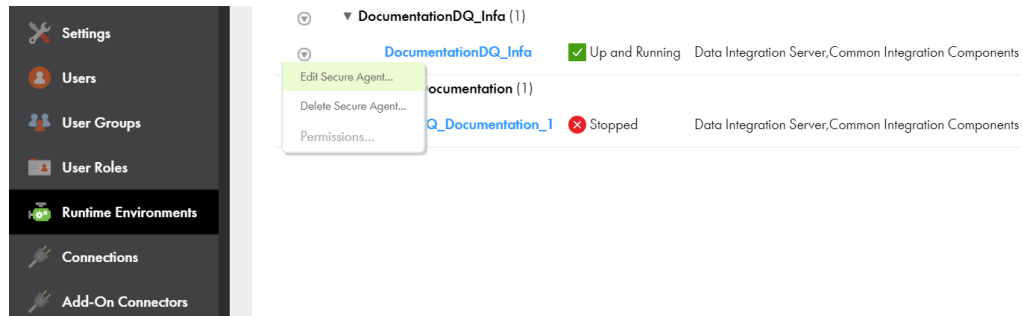 Settings
Users
User Groups
User Roles
Runtime Environments
Connections
Add-On Connectors
DocumentationDQ_Infa (1)
DocumentationDQ_Infa Up and Running Data Integration Server,Common Integration Components
Edit Secure Agent...
ocumentation (1)
Delete Secure Agent...
Q_Documentation_1 Stopped Data Integration Server,Common Integration Components
Permissions...